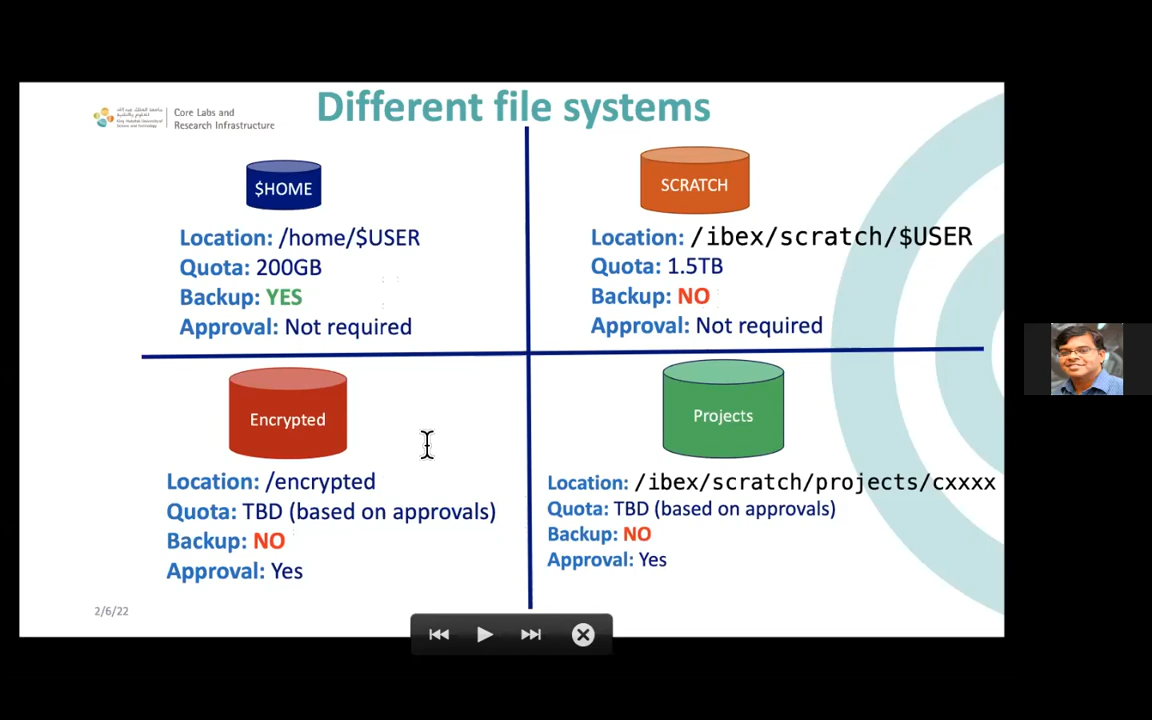 Different file systems
Core Labs and
Research Infrastructure
$HOME
Location: /home/$USER
Quota: 200GB
Backup: YES
Approval: Not required
SCRATCH
Location: /ibex/scratch/$USER
Quota: 1.5TB
Backup: NO
Approval: Not required
Encrypted
Location: /encrypted
Quota: TBD (based on approvals)
Backup: NO
Approval: Yes
Projects
Location: /ibex/scratch/projects/cxxxx
Quota: TBD (based on approvals)
Backup: NO
Approval: Yes
2/6/22